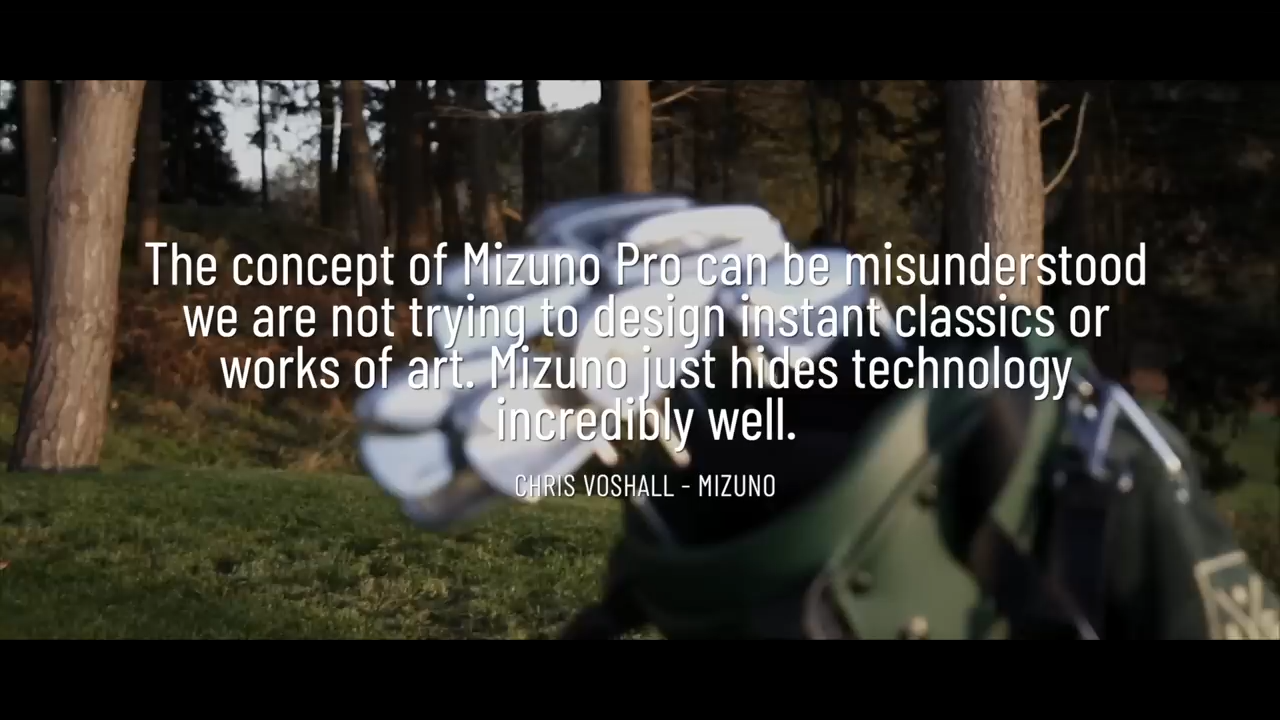 The concept of Mizuno Pro can be misunderstood
we are not trying to design instant classics or
works of art. Mizuno just hides technology
incredibly well.
CHRIS VOSHALL - MIZUNO